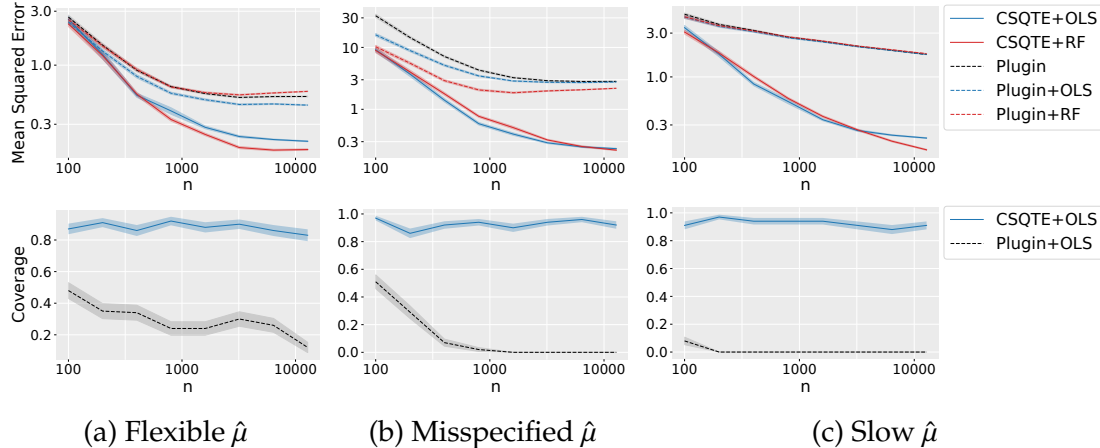 Mean Squared Error
3.0
1.0
0.3
100
1000
10000
n
30
10
3
1
0.3
100
1000
10000
n
3.0
1.0
0.3
100
1000
10000
n
CSQTE+OLS
CSQTE+RF
Plugin
Plugin+OLS
Plugin+RF
Coverage
0.8
0.6
0.4
0.2
100
1000
10000
n
1.0
0.8
0.6
0.4
0.2
0.0
100
1000
10000
n
1.0
0.8
0.6
0.4
0.2
0.0
100
1000
10000
n
CSQTE+OLS
Plugin+OLS
(a) Flexible μ̂
(b) Misspecified μ̂
(c) Slow μ̂